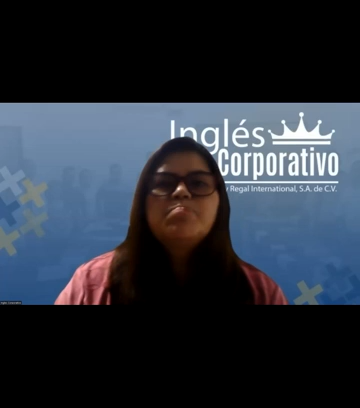 Inglés
Corporativo
Regal International, S.A. de C.V.